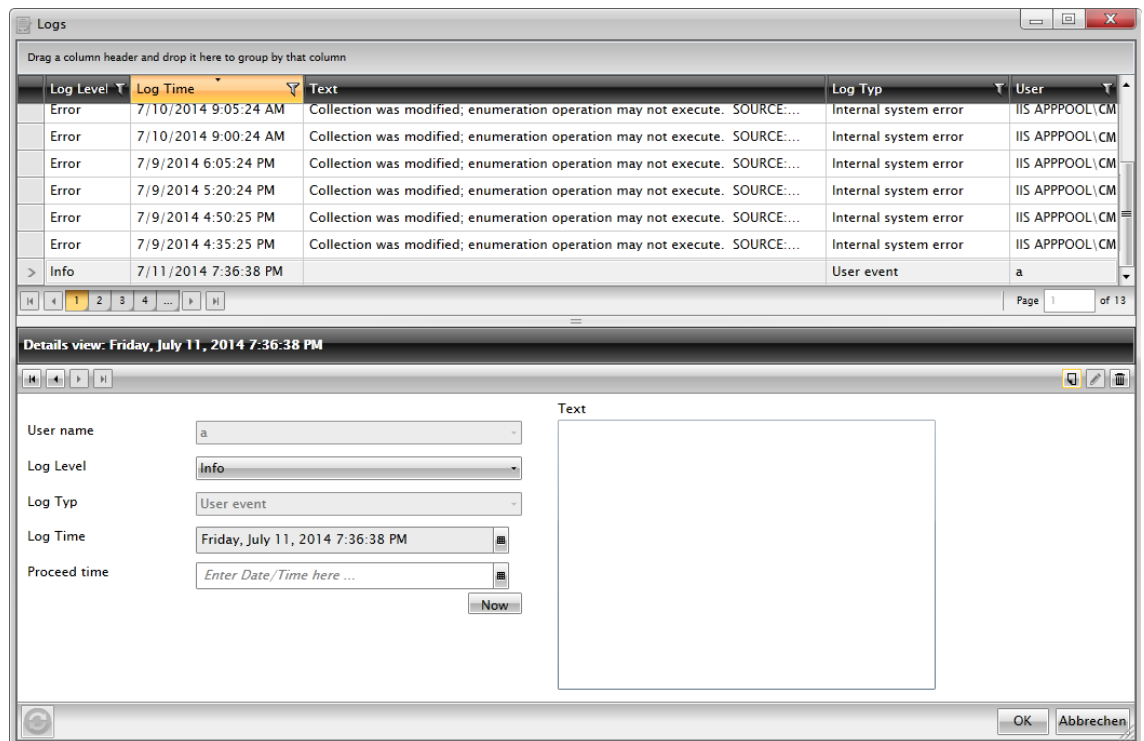 Logs
Drag a column header and drop it here to group by that column
Log Level Log Time Text Log Typ User
Error 7/10/2014 9:05:24 AM Collection was modified; enumeration operation may not execute. SOURCE:... Internal system error IIS APPPOOL\CM
Error 7/10/2014 9:00:24 AM Collection was modified; enumeration operation may not execute. SOURCE:... Internal system error IIS APPPOOL\CM
Error 7/9/2014 6:05:24 PM Collection was modified; enumeration operation may not execute. SOURCE:... Internal system error IIS APPPOOL\CM
Error 7/9/2014 5:20:24 PM Collection was modified; enumeration operation may not execute. SOURCE:... Internal system error IIS APPPOOL\CM
Error 7/9/2014 4:50:25 PM Collection was modified; enumeration operation may not execute. SOURCE:... Internal system error IIS APPPOOL\CM
Error 7/9/2014 4:35:25 PM Collection was modified; enumeration operation may not execute. SOURCE:... Internal system error IIS APPPOOL\CM
Info 7/11/2014 7:36:38 PM User event a
1 2 3 4 ... Page 1 of 13
Details view: Friday, July 11, 2014 7:36:38 PM
Text
User name a
Log Level Info
Log Typ User event
Log Time Friday, July 11, 2014 7:36:38 PM
Proceed time Enter Date/Time here ...
Now
OK Abbrechen